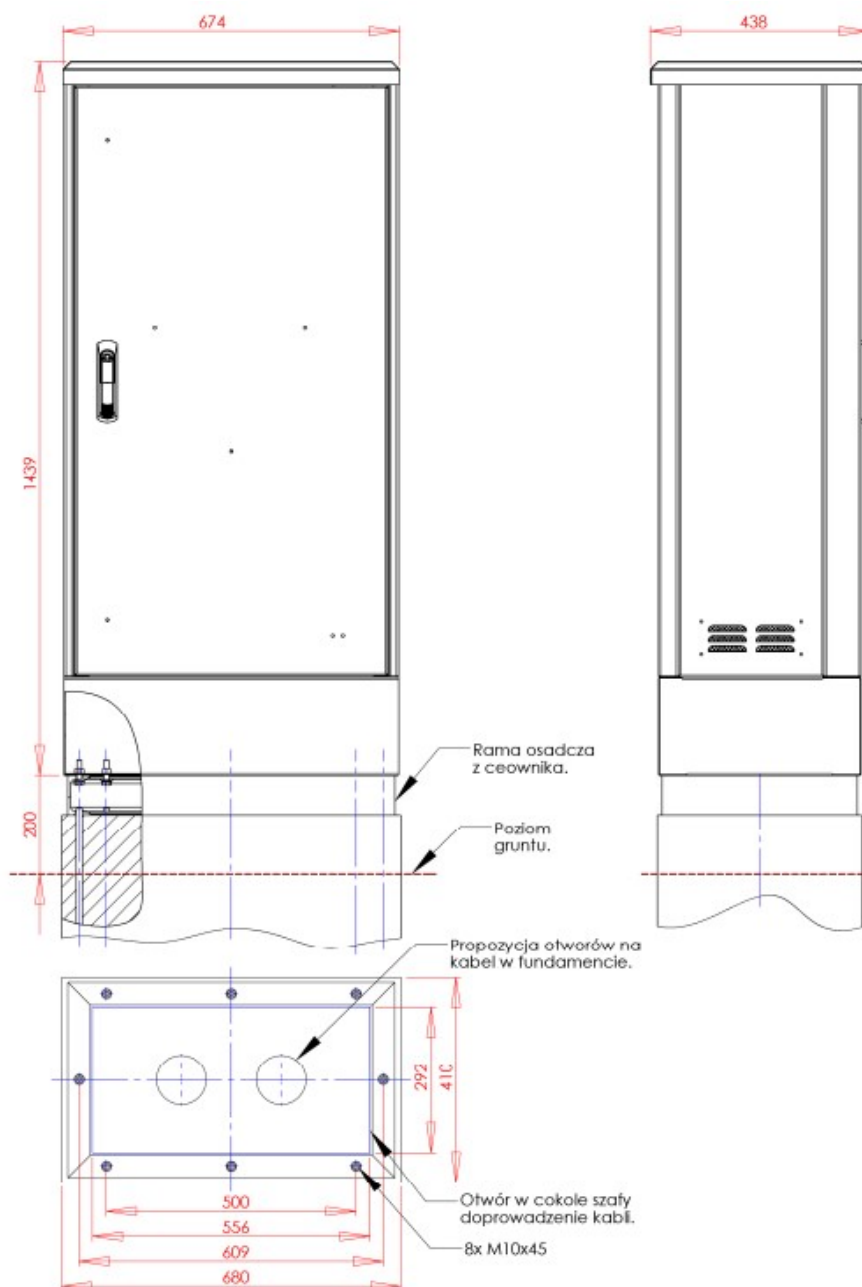 674
438
1439
Rama osadcza
z ceownika.
200
Poziom
gruntu.
Propozycja otworów na
kabel w fundamencie.
292
410
500
Otwór w cokole szafy
doprowadzenie kabli.
556
609
8x M10x45
680